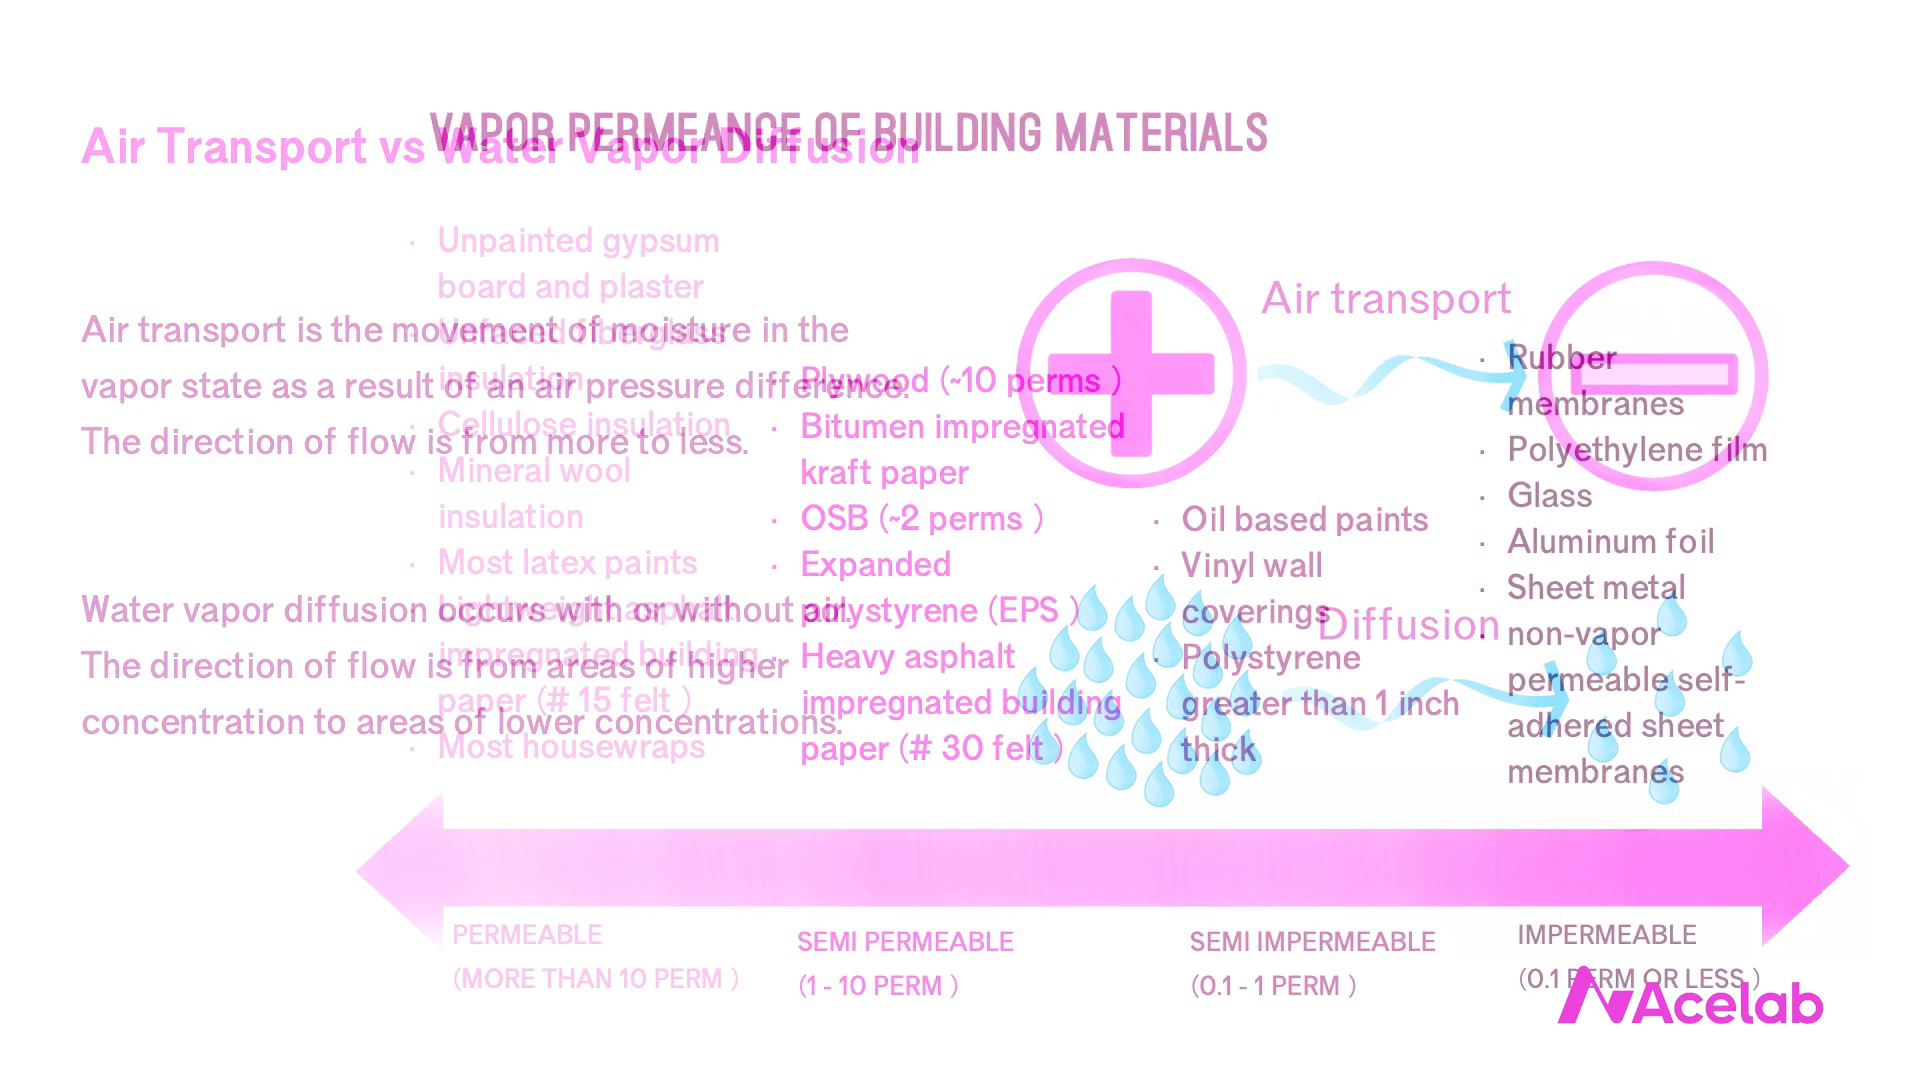 Air Transport vs Water Vapor Diffusion
Air transport is the movement of moisture in the
vapor state as a result of an air pressure difference.
The direction of flow is from more to less.
Water vapor diffusion occurs with or without air.
The direction of flow is from areas of higher
concentration to areas of lower concentrations.
Air transport
Diffusion
VAPOR PERMEANCE OF BUILDING MATERIALS
· Unpainted gypsum
board and plaster
· Unfaced fiberglass
insulation
· Cellulose insulation
· Mineral wool
insulation
· Most latex paints
· Lightweight asphalt
impregnated building
paper (# 15 felt )
· Most housewraps
· Plywood (~10 perms )
· Bitumen impregnated
kraft paper
· OSB (~2 perms )
· Expanded
polystyrene (EPS )
· Heavy asphalt
impregnated building
paper (# 30 felt )
· Oil based paints
· Vinyl wall
coverings
· Polystyrene
greater than 1 inch
thick
· Rubber
membranes
· Polyethylene film
· Glass
· Aluminum foil
· Sheet metal
· non-vapor
permeable self-
adhered sheet
membranes
PERMEABLE
(MORE THAN 10 PERM )
SEMI PERMEABLE
(1 - 10 PERM )
SEMI IMPERMEABLE
(0.1 - 1 PERM )
IMPERMEABLE
(0.1 PERM OR LESS )
Acelab